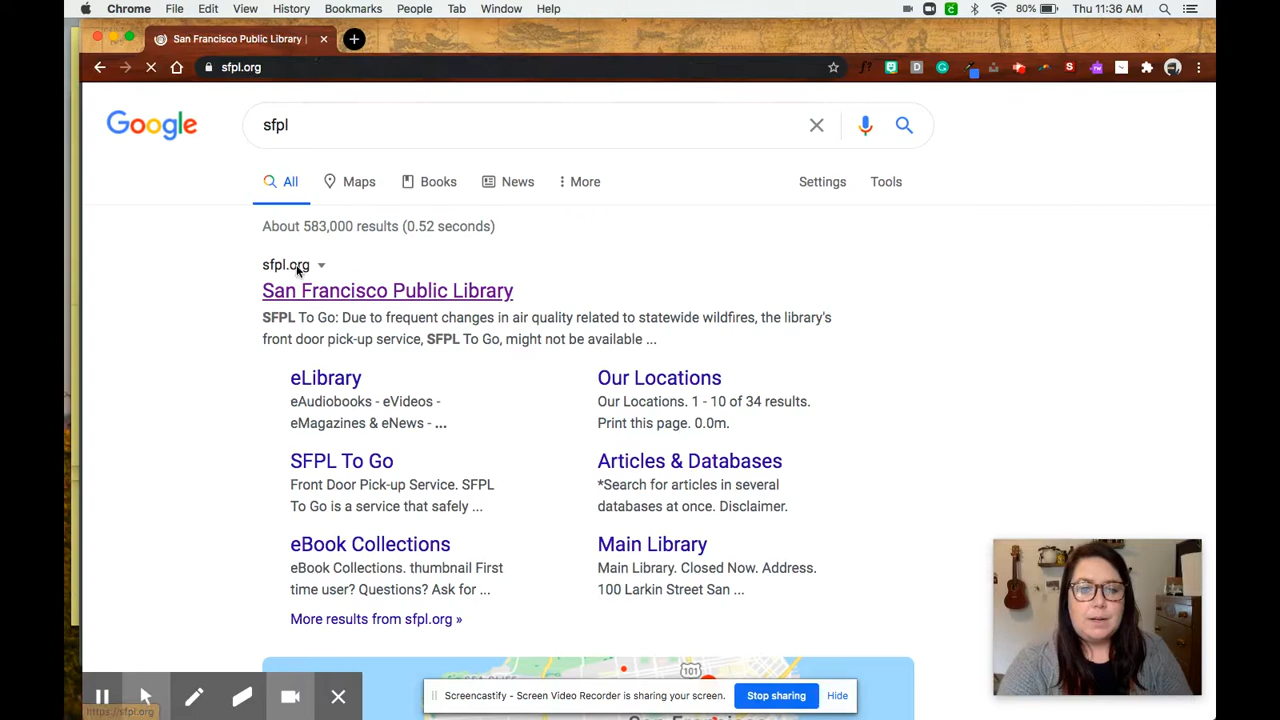 Chrome File Edit View History Bookmarks People Tab Window Help 80% Thu 11:36 AM
San Francisco Public Library |
sfpl.org
Google sfpl
All Maps Books News More Settings Tools
About 583,000 results (0.52 seconds)
sfpl.org
San Francisco Public Library
SFPL To Go: Due to frequent changes in air quality related to statewide wildfires, the library's
front door pick-up service, SFPL To Go, might not be available ...
eLibrary
eAudiobooks - eVideos -
eMagazines & eNews - ...
Our Locations
Our Locations. 1 - 10 of 34 results.
Print this page. 0.0m.
SFPL To Go
Front Door Pick-up Service. SFPL
To Go is a service that safely ...
Articles & Databases
*Search for articles in several
databases at once. Disclaimer.
eBook Collections
eBook Collections. thumbnail First
time user? Questions? Ask for ...
Main Library
Main Library. Closed Now. Address.
100 Larkin Street San ...
More results from sfpl.org »
101
Screencastify - Screen Video Recorder is sharing your screen. Stop sharing Hide
https://sfpl.org